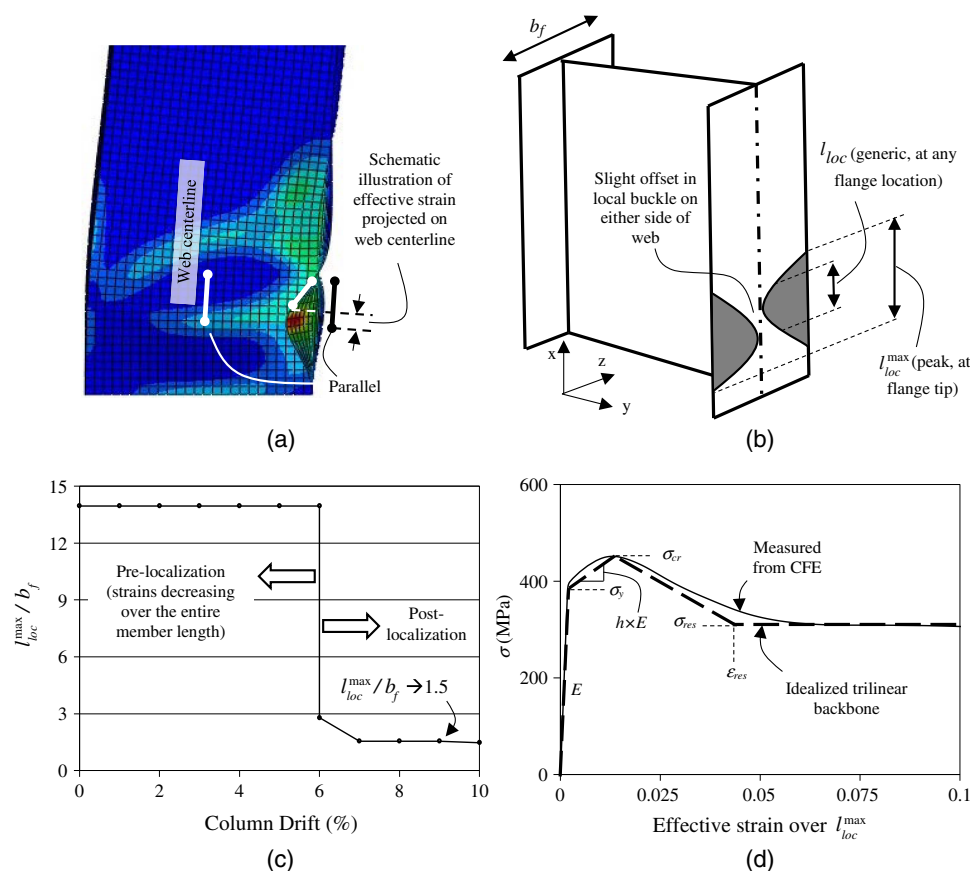 Web centerline
Schematic
illustration of
effective strain
projected on
web centerline
Parallel
(a)
b_f
Slight offset in
local buckle on
either side of
web
l_loc (generic, at any
flange location)
l_loc^max (peak, at
flange tip)
x
z
y
(b)
l_loc^max / b_f
15
12
9
6
3
0
Pre-localization
(strains decreasing
over the entire
member length)
Post-
localization
l_loc^max / b_f → 1.5
0 2 4 6 8 10
Column Drift (%)
(c)
σ (MPa)
600
400
200
0
σ_cr
Measured
from CFE
σ_y
h×E
σ_res
ε_res
E
Idealized trilinear
backbone
0 0.025 0.05 0.075 0.1
Effective strain over l_loc^max
(d)